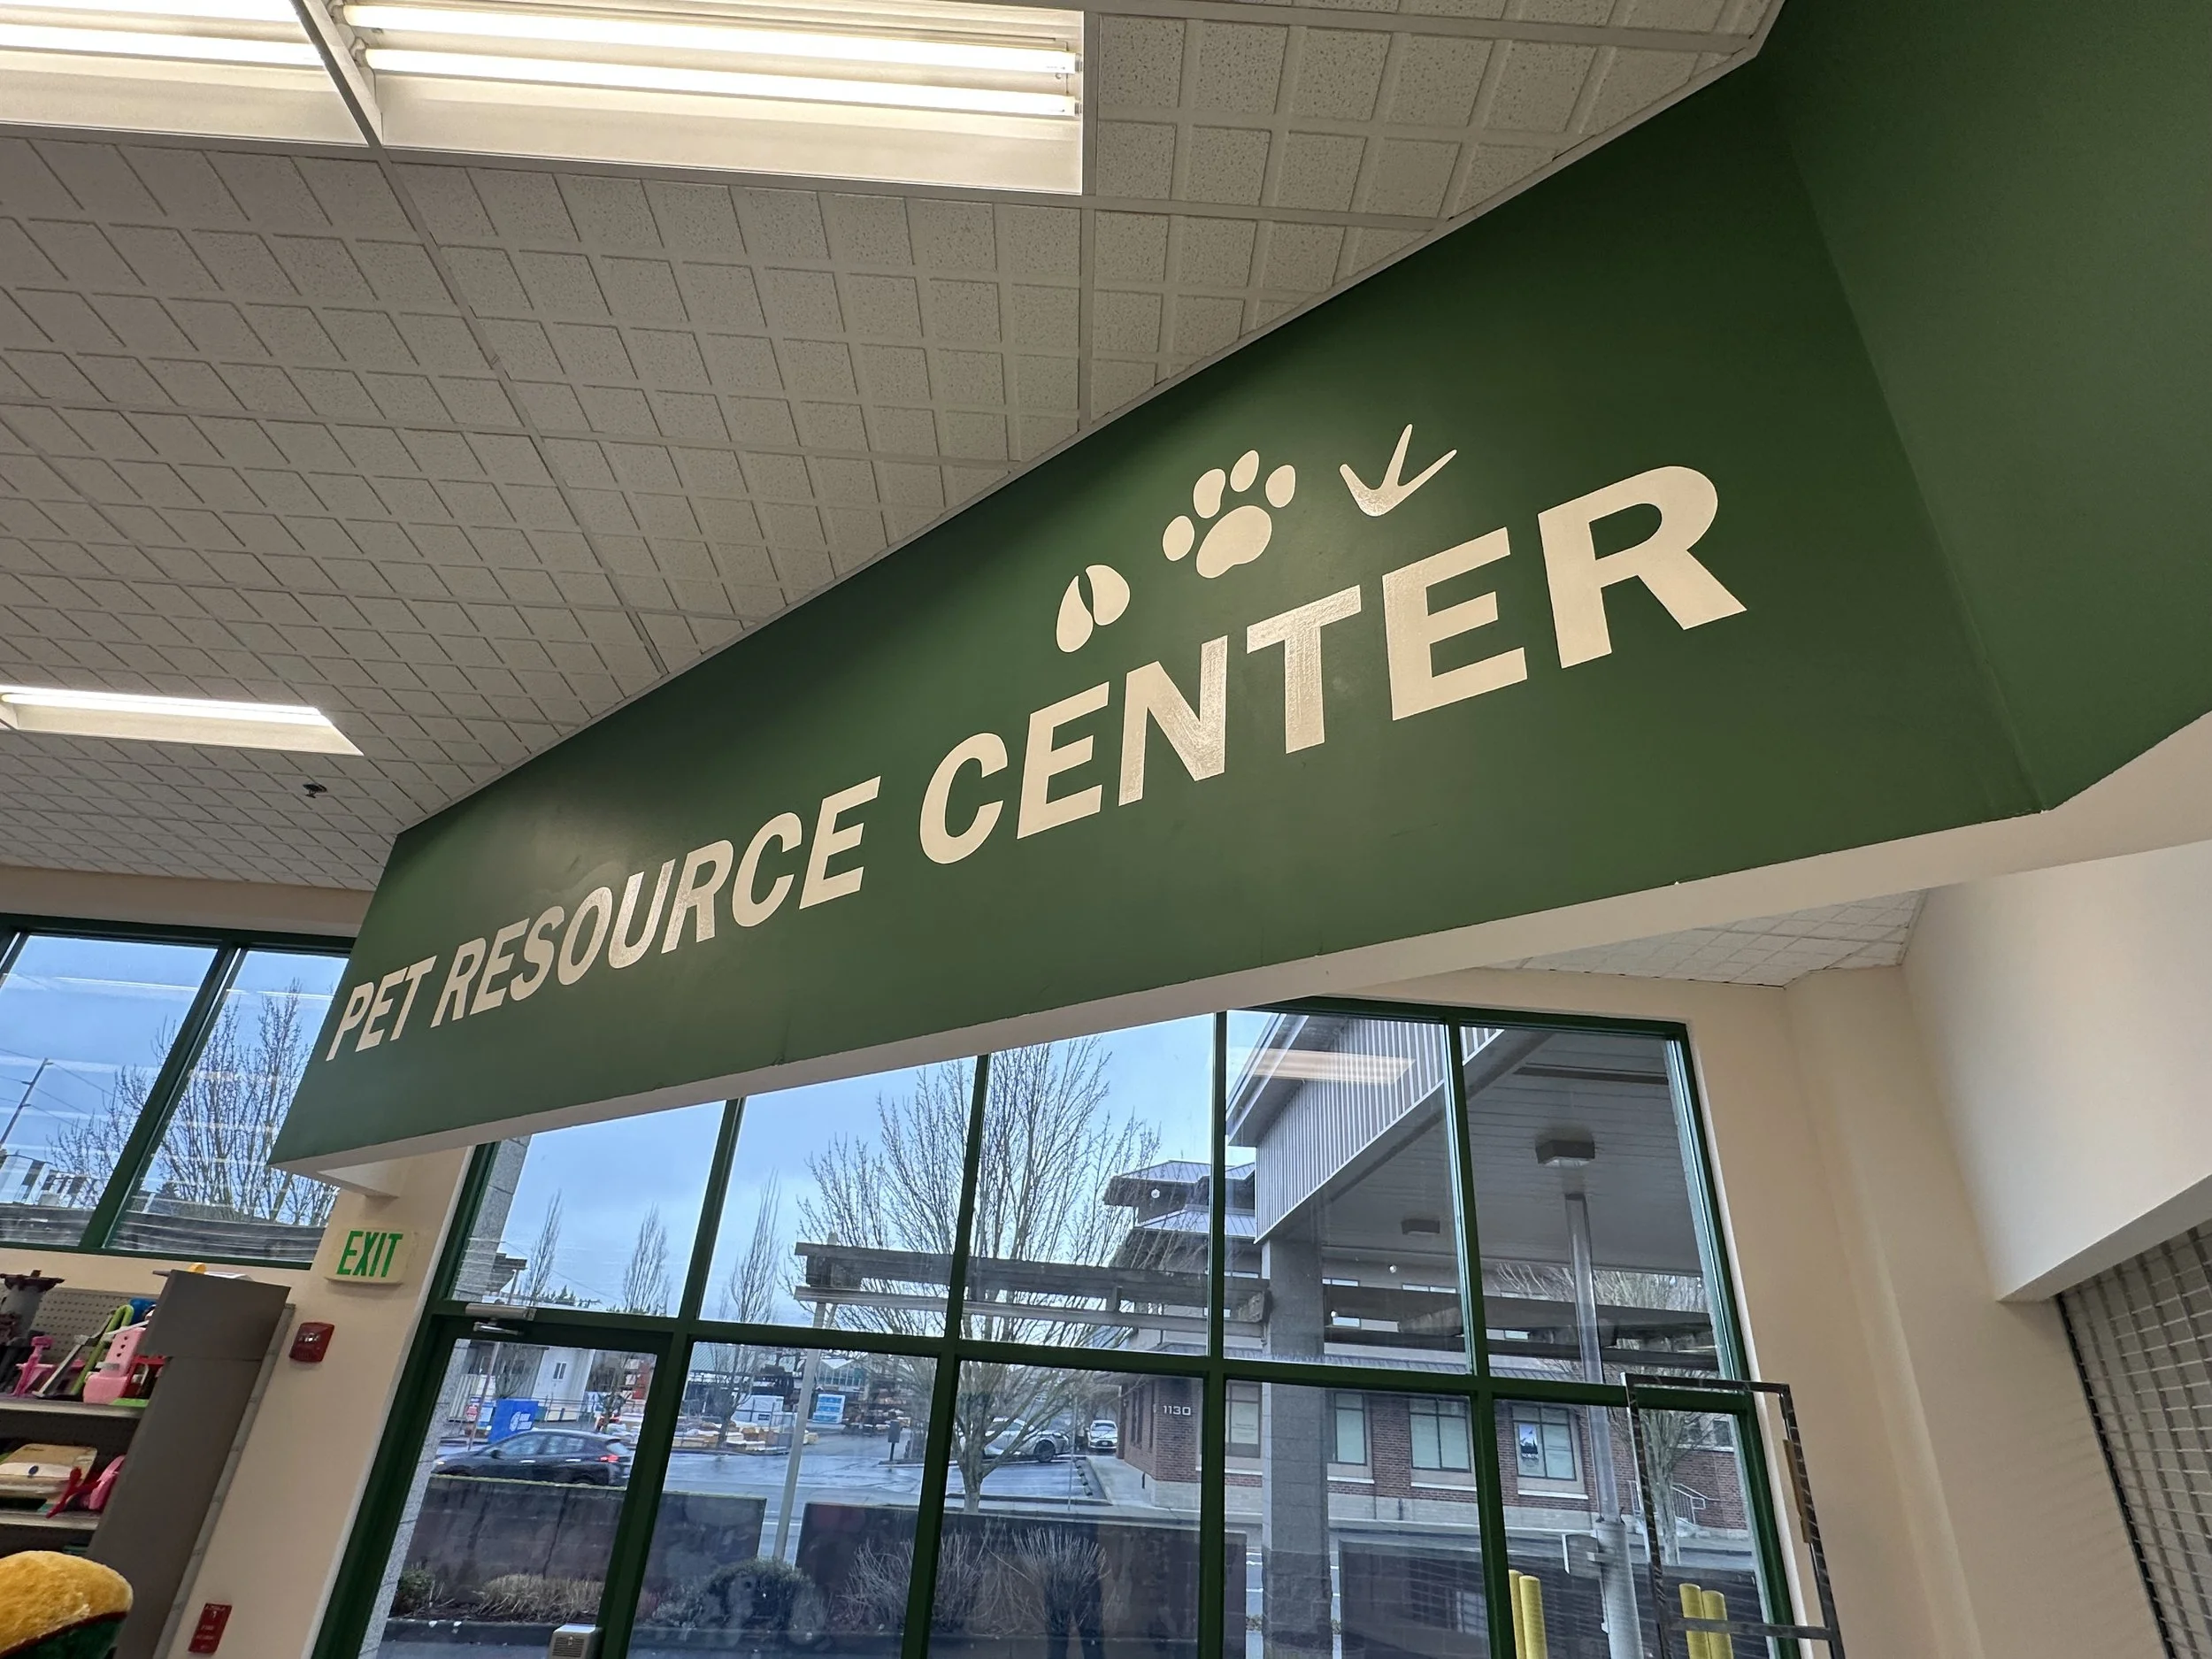 PET RESOURCE CENTER
EXIT
1130